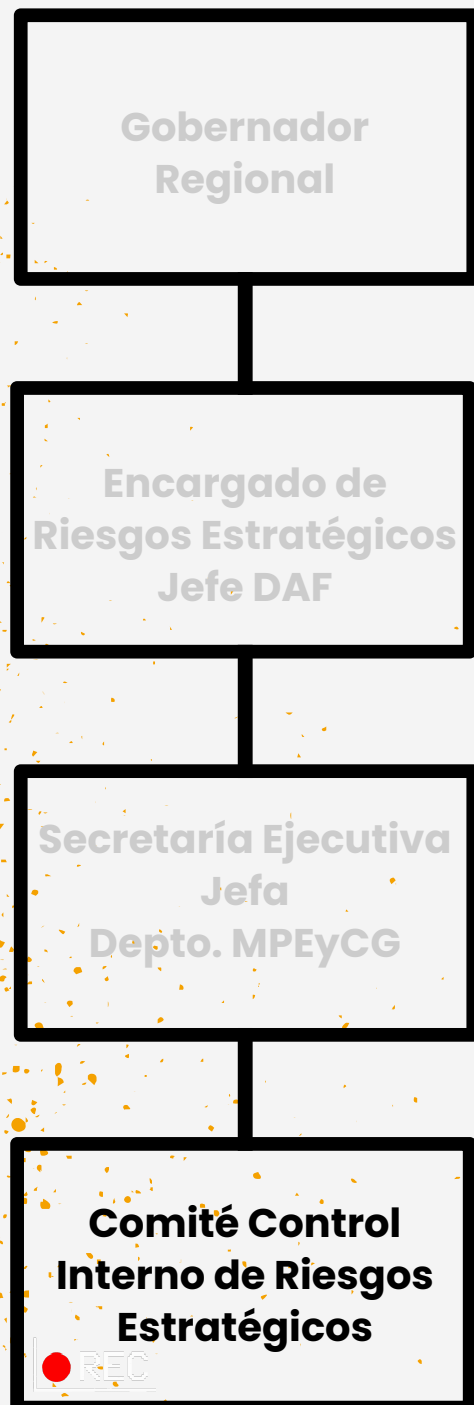 Gobernador
Regional
Encargado de
Riesgos Estratégicos
Jefe DAF
Secretaría Ejecutiva
Jefa
Depto. MPEyCG
Comité Control
Interno de Riesgos
Estratégicos
REC